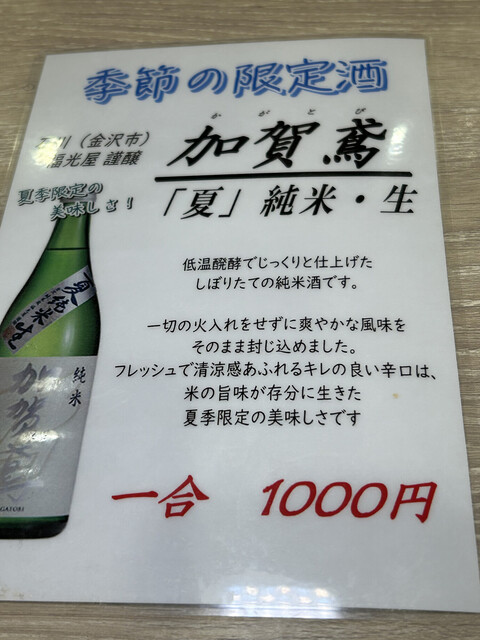 季節の限定酒
石川（金沢市）
福光屋 謹醸
かがとび
加賀鳶
夏季限定の
美味しさ！
「夏」純米・生
低温醗酵でじっくりと仕上げた
しぼりたての純米酒です。
一切の火入れをせずに爽やかな風味を
そのまま封じ込めました。
フレッシュで清涼感あふれるキレの良い辛口は、
米の旨味が存分に生きた
夏季限定の美味しさです
夏純米生
純米
加賀鳶
一合 1000円